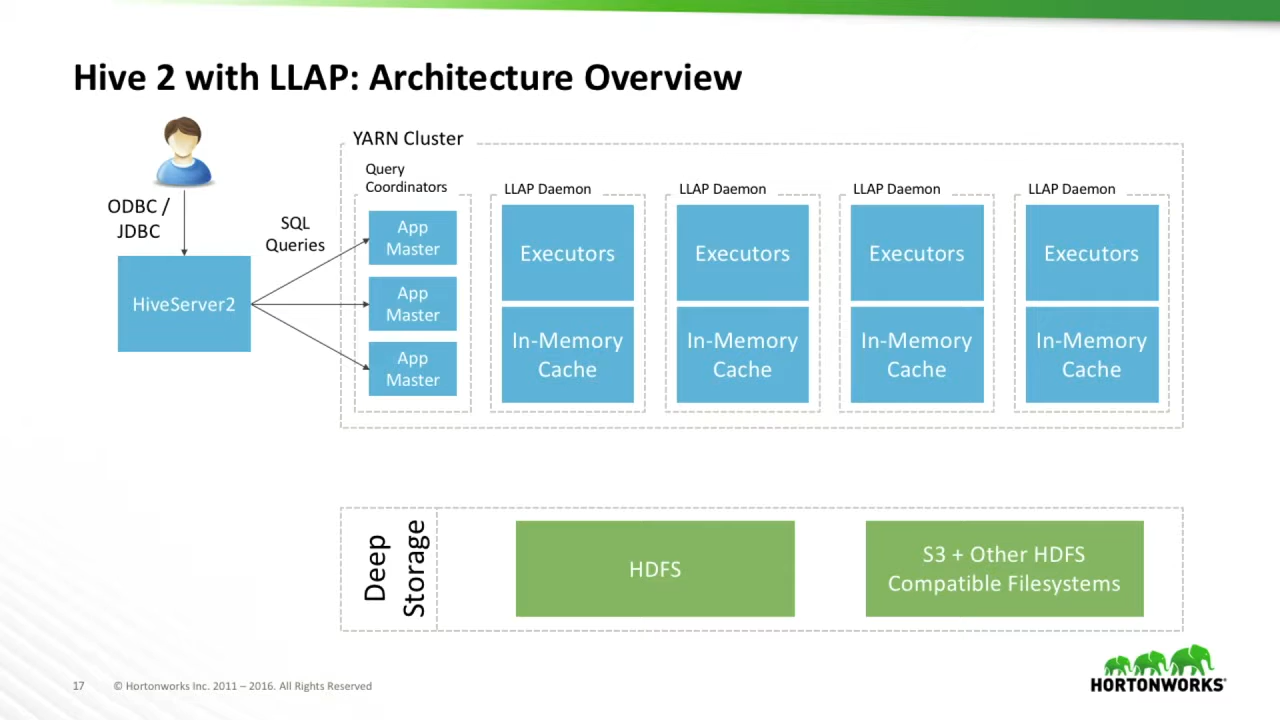 Hive 2 with LLAP: Architecture Overview
ODBC /
JDBC
HiveServer2
SQL
Queries
YARN Cluster
Query
Coordinators
App
Master
App
Master
App
Master
LLAP Daemon
Executors
In-Memory
Cache
LLAP Daemon
Executors
In-Memory
Cache
LLAP Daemon
Executors
In-Memory
Cache
LLAP Daemon
Executors
In-Memory
Cache
Deep
Storage
HDFS
S3 + Other HDFS
Compatible Filesystems
17 © Hortonworks Inc. 2011 – 2016. All Rights Reserved
HORTONWORKS